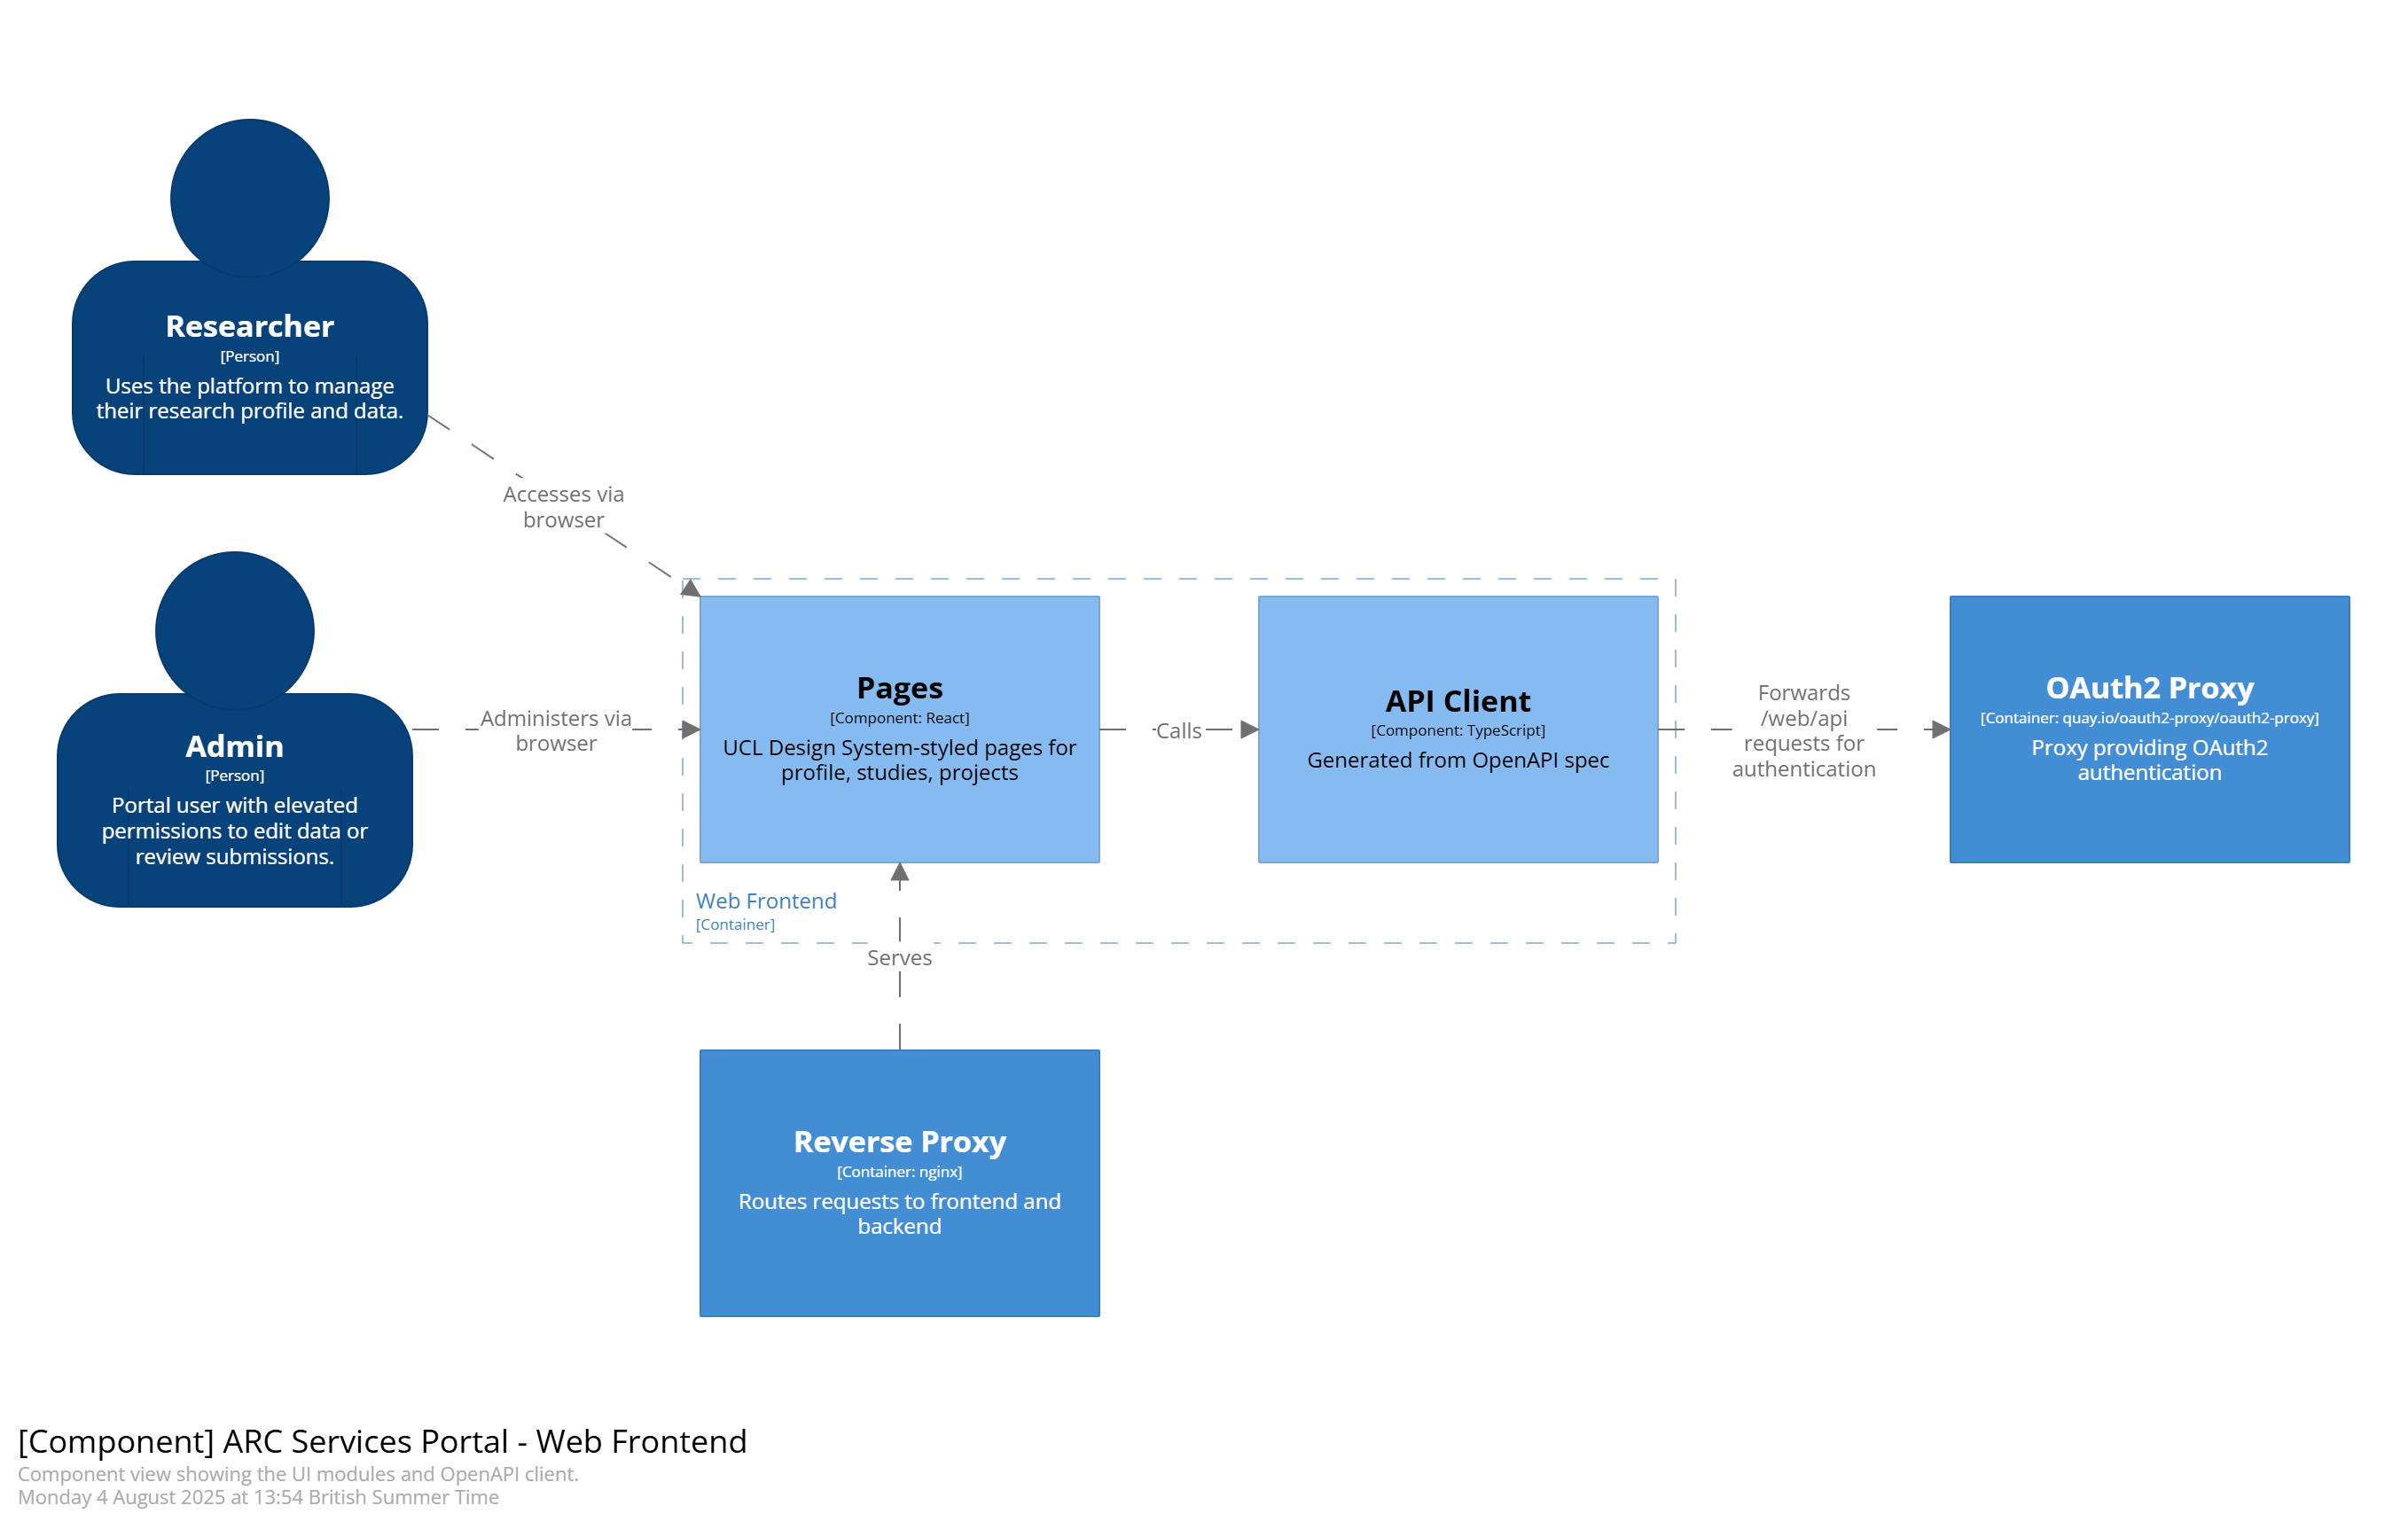 Researcher
[Person]
Uses the platform to manage
their research profile and data.
Accesses via
browser
Admin
[Person]
Portal user with elevated
permissions to edit data or
review submissions.
Administers via
browser
Pages
[Component: React]
UCL Design System-styled pages for
profile, studies, projects
Calls
API Client
[Component: TypeScript]
Generated from OpenAPI spec
Forwards
/web/api
requests for
authentication
OAuth2 Proxy
[Container: quay.io/oauth2-proxy/oauth2-proxy]
Proxy providing OAuth2
authentication
Web Frontend
[Container]
Serves
Reverse Proxy
[Container: nginx]
Routes requests to frontend and
backend
[Component] ARC Services Portal - Web Frontend
Component view showing the UI modules and OpenAPI client.
Monday 4 August 2025 at 13:54 British Summer Time